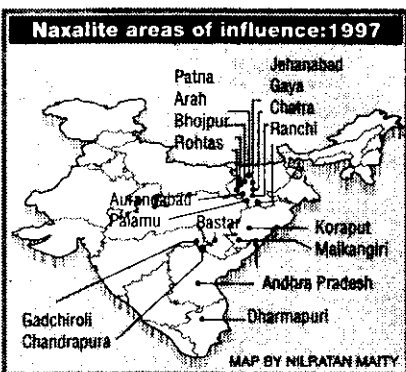 Naxalite areas of influence:1997
Patna
Arah
Bhojpur
Rohtas
Jehanabad
Gaya
Chatra
Ranchi
Aurangabad
Palamu
Bastar
Koraput
Malkangiri
Andhra Pradesh
Dharmapuri
Gadchiroli
Chandrapura
MAP BY NILRATAN MAITY